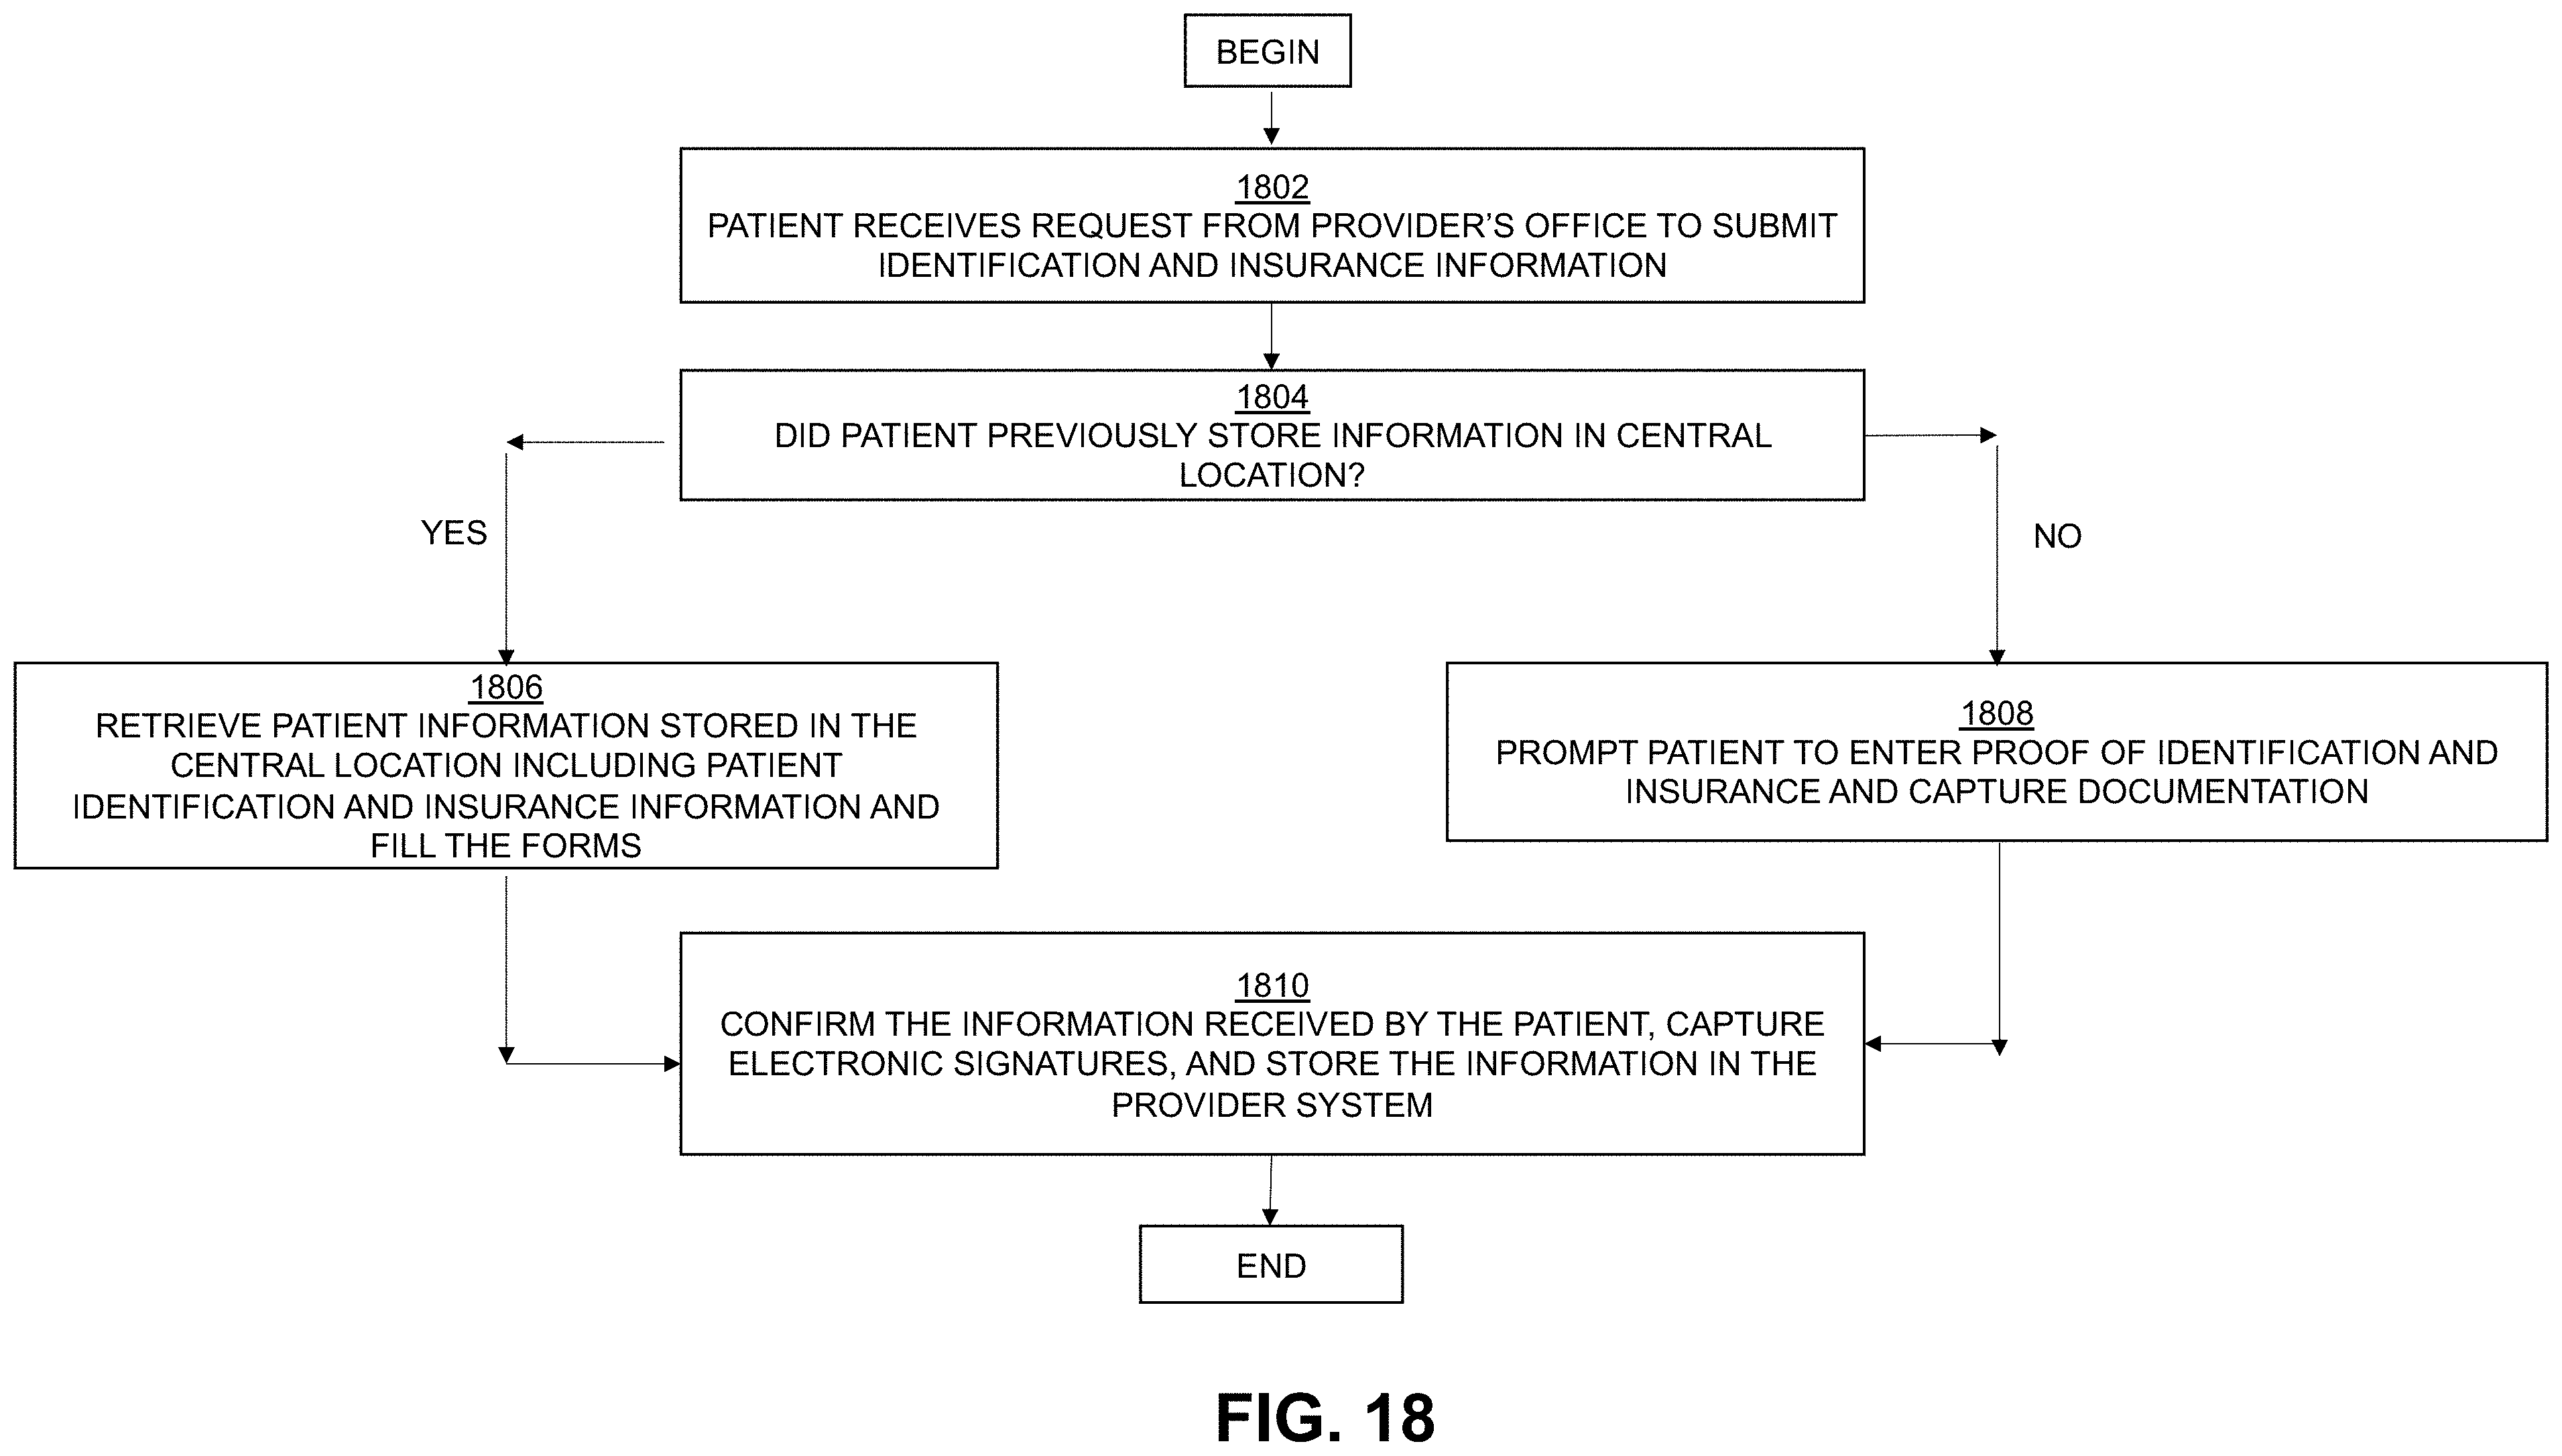 BEGIN
1802
PATIENT RECEIVES REQUEST FROM PROVIDER’S OFFICE TO SUBMIT
IDENTIFICATION AND INSURANCE INFORMATION
1804
DID PATIENT PREVIOUSLY STORE INFORMATION IN CENTRAL
LOCATION?
YES
NO
1806
RETRIEVE PATIENT INFORMATION STORED IN THE
CENTRAL LOCATION INCLUDING PATIENT
IDENTIFICATION AND INSURANCE INFORMATION AND
FILL THE FORMS
1808
PROMPT PATIENT TO ENTER PROOF OF IDENTIFICATION AND
INSURANCE AND CAPTURE DOCUMENTATION
1810
CONFIRM THE INFORMATION RECEIVED BY THE PATIENT, CAPTURE
ELECTRONIC SIGNATURES, AND STORE THE INFORMATION IN THE
PROVIDER SYSTEM
END
FIG. 18